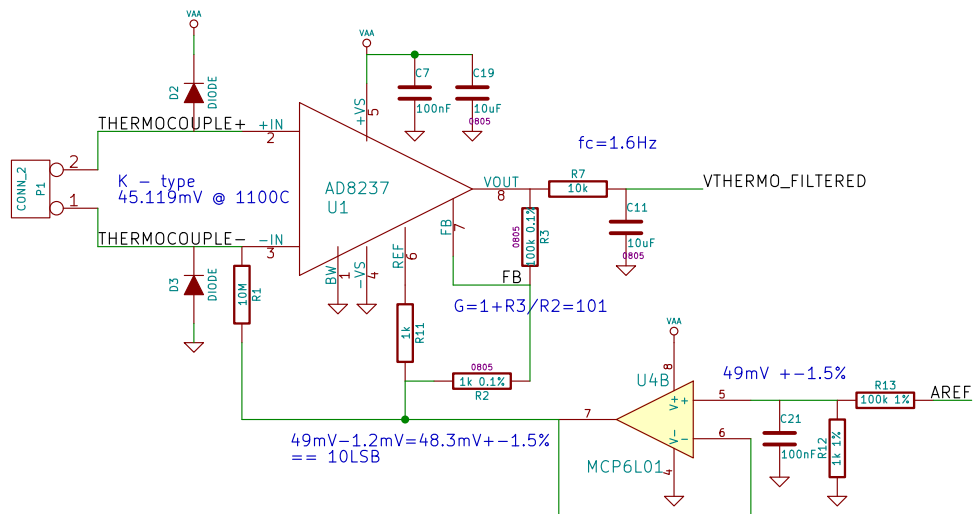 VAA
VAA
D2
DIODE
C7
100nF
C19
10uF
0805
THERMOCOUPLE+
+IN
2
+VS
5
fc=1.6Hz
CONN_2
P1
2
1
K - type
45.119mV @ 1100C
AD8237
U1
VOUT
8
R7
10k
VTHERMO_FILTERED
C11
10uF
0805
0805
100k 0.1%
R3
FB
7
THERMOCOUPLE-
-IN
3
BW
1
-VS
4
REF
6
FB
G=1+R3/R2=101
D3
DIODE
10M
R1
1k
R11
0805
1k 0.1%
R2
VAA
8
U4B
49mV +-1.5%
R13
100k 1%
AREF
5
6
7
V+
+
V-
-
4
MCP6L01
C21
100nF
R12
1k 1%
49mV-1.2mV=48.3mV+-1.5%
== 10LSB